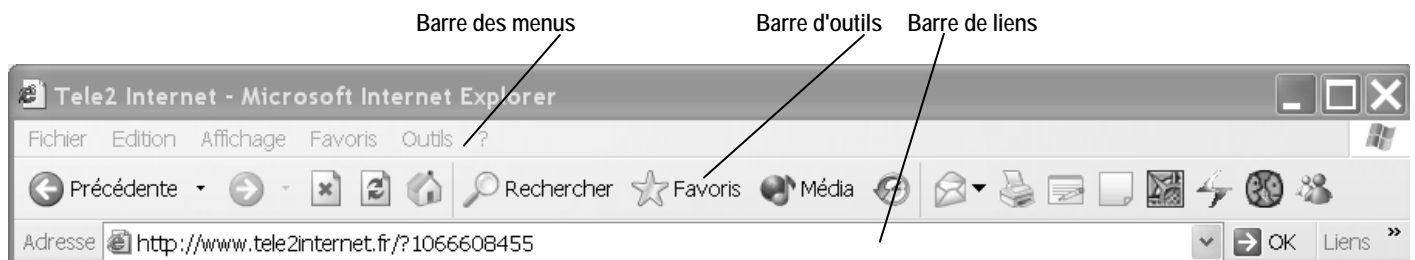 Barre des menus Barre d'outils Barre de liens
Tele2 Internet - Microsoft Internet Explorer
Fichier Edition Affichage Favoris Outils ?
Précédente Rechercher Favoris Média
Adresse http://www.tele2internet.fr/?1066608455 OK Liens »